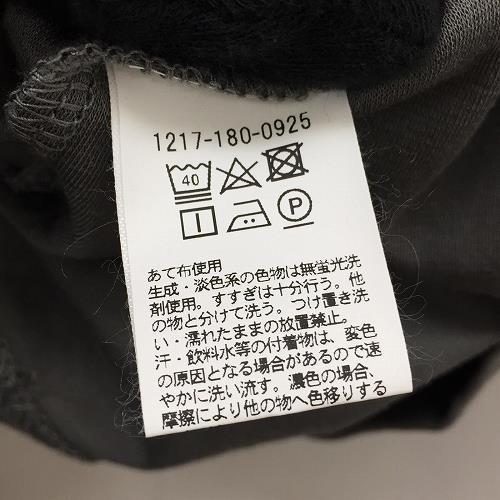 1217-180-0925
40
P
あて布使用
生成・淡色系の色物は無蛍光洗
剤使用。すすぎは十分行う。他
の物と分けて洗う。つけ置き洗
い・濡れたままの放置禁止。
汗・飲料水等の付着物は、変色
の原因となる場合があるので速
やかに洗い流す。濃色の場合、
摩擦により他の物へ色移りする